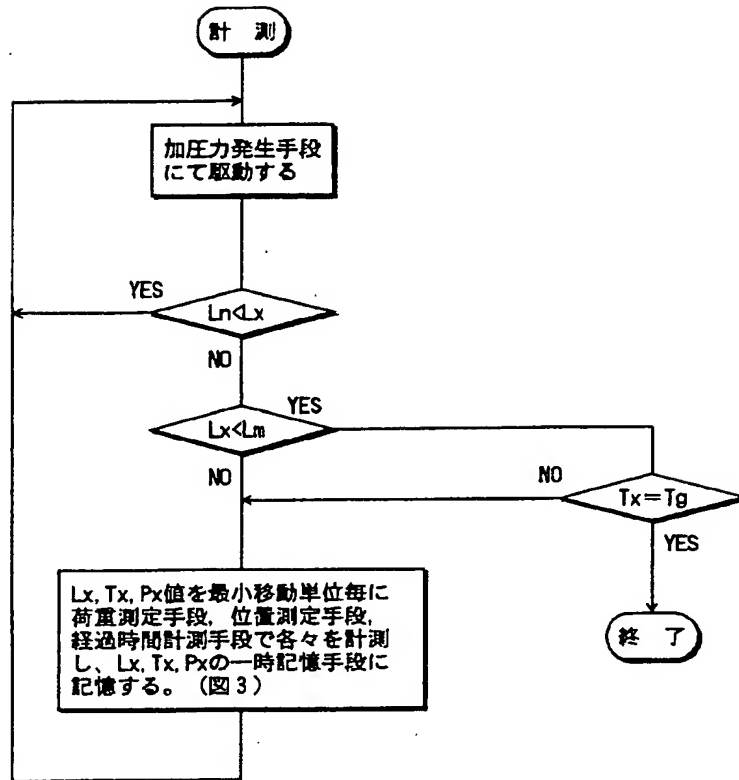 計 測
加圧力発生手段
にて駆動する
YES
Ln<Lx
NO
YES
Lx<Lm
NO
NO
Tx=Tg
YES
Lx, Tx, Px値を最小移動単位毎に
荷重測定手段, 位置測定手段,
経過時間計測手段で各々を計測
し、Lx, Tx, Pxの一時記憶手段に
記憶する。(図3)
終 了